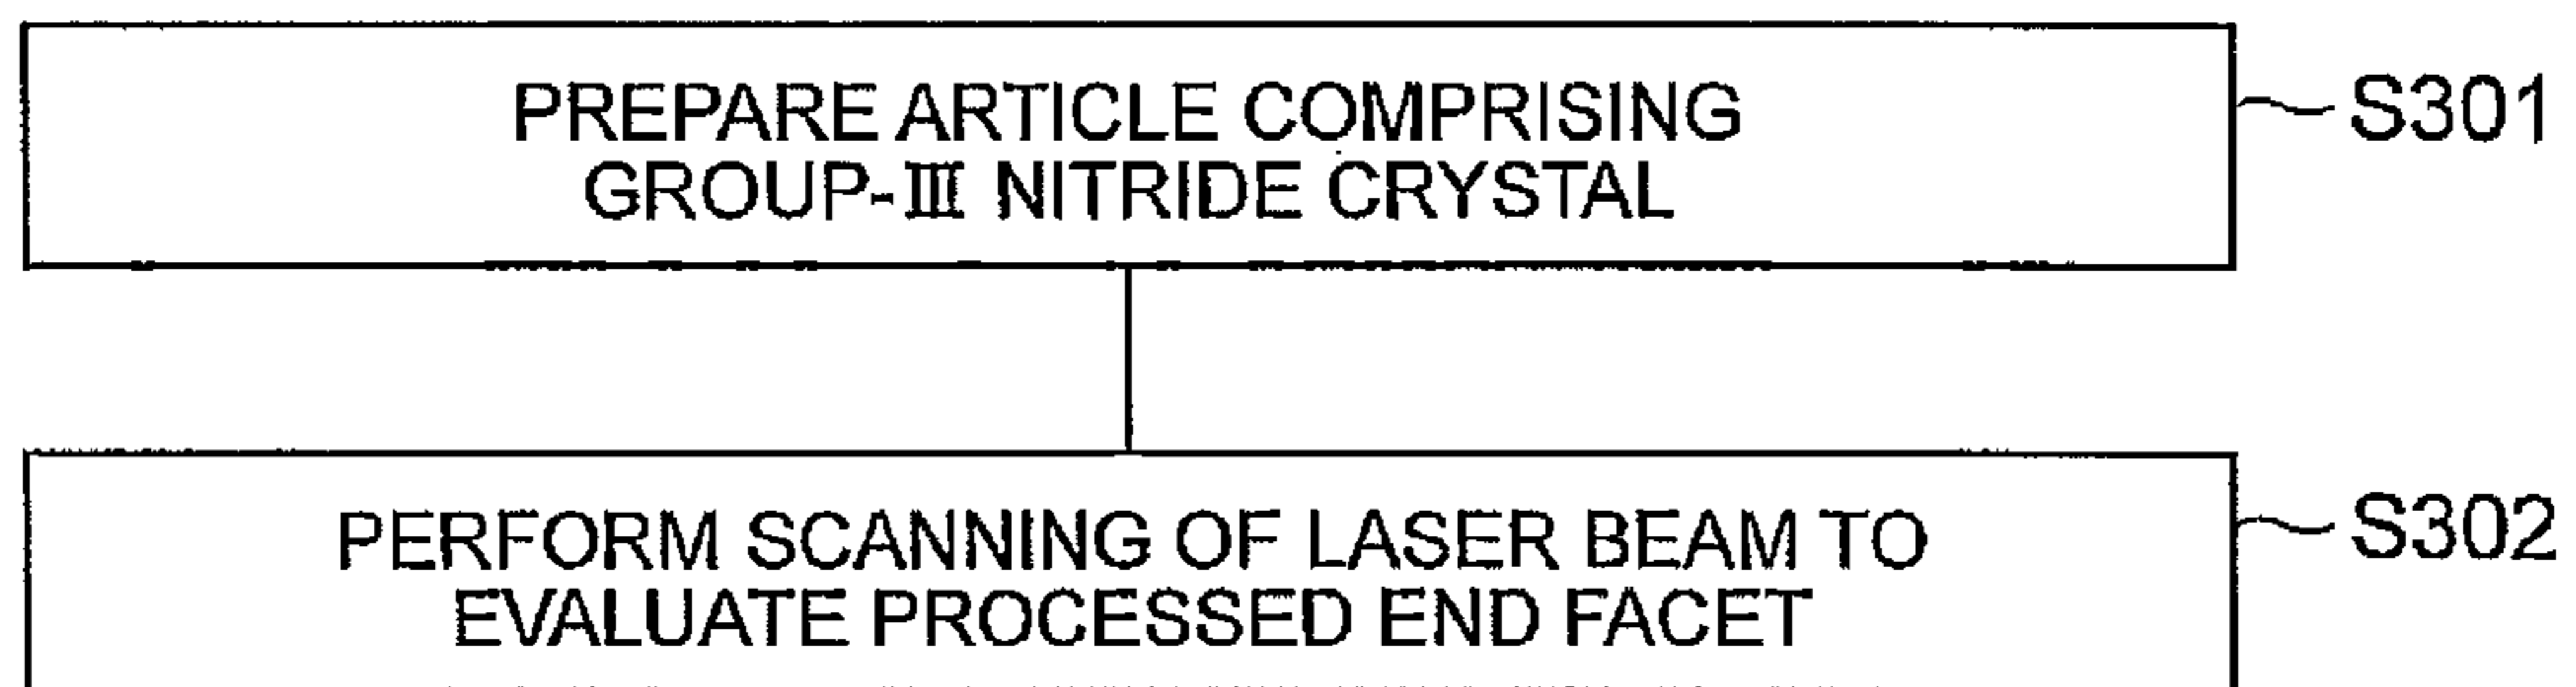 PREPARE ARTICLE COMPRISING
GROUP-III NITRIDE CRYSTAL
S301
PERFORM SCANNING OF LASER BEAM TO
EVALUATE PROCESSED END FACET
S302